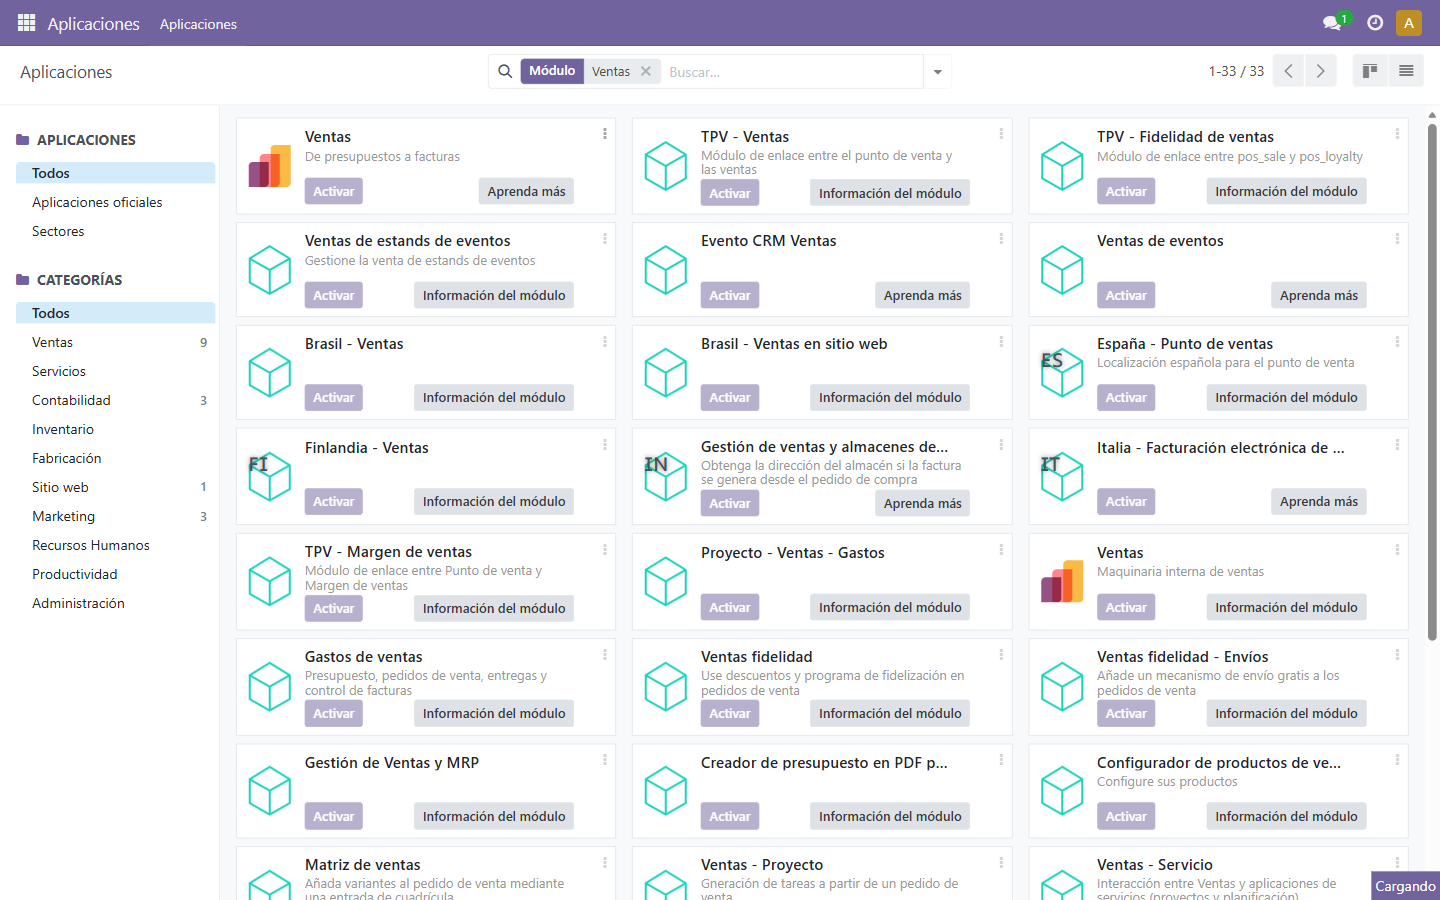 Aplicaciones Aplicaciones 1 A
Aplicaciones Módulo Ventas Buscar... 1-33 / 33
APLICACIONES
Todos
Aplicaciones oficiales
Sectores
CATEGORÍAS
Todos
Ventas 9
Servicios
Contabilidad 3
Inventario
Fabricación
Sitio web 1
Marketing 3
Recursos Humanos
Productividad
Administración
Ventas
De presupuestos a facturas
Activar Aprenda más
TPV - Ventas
Módulo de enlace entre el punto de venta y
las ventas
Activar Información del módulo
TPV - Fidelidad de ventas
Módulo de enlace entre pos_sale y pos_loyalty
Activar Información del módulo
Ventas de estands de eventos
Gestione la venta de estands de eventos
Activar Información del módulo
Evento CRM Ventas
Activar Aprenda más
Ventas de eventos
Activar Aprenda más
Brasil - Ventas
Activar Información del módulo
Brasil - Ventas en sitio web
Activar Información del módulo
ES
España - Punto de ventas
Localización española para el punto de venta
Activar Información del módulo
FI
Finlandia - Ventas
Activar Información del módulo
IN
Gestión de ventas y almacenes de...
Obtenga la dirección del almacén si la factura
se genera desde el pedido de compra
Activar Aprenda más
IT
Italia - Facturación electrónica de ...
Activar Aprenda más
TPV - Margen de ventas
Módulo de enlace entre Punto de venta y
Margen de ventas
Activar Información del módulo
Proyecto - Ventas - Gastos
Activar Información del módulo
Ventas
Maquinaria interna de ventas
Activar Información del módulo
Gastos de ventas
Presupuesto, pedidos de venta, entregas y
control de facturas
Activar Información del módulo
Ventas fidelidad
Use descuentos y programa de fidelización en
pedidos de venta
Activar Información del módulo
Ventas fidelidad - Envíos
Añade un mecanismo de envío gratis a los
pedidos de venta
Activar Información del módulo
Gestión de Ventas y MRP
Activar Información del módulo
Creador de presupuesto en PDF p...
Activar Información del módulo
Configurador de productos de ve...
Configure sus productos
Activar Información del módulo
Matriz de ventas
Añada variantes al pedido de venta mediante
una entrada de cuadrícula
Ventas - Proyecto
Gneración de tareas a partir de un pedido de
venta
Ventas - Servicio
Interacción entre Ventas y aplicaciones de
servicios (proyectos y planificación)
Cargando